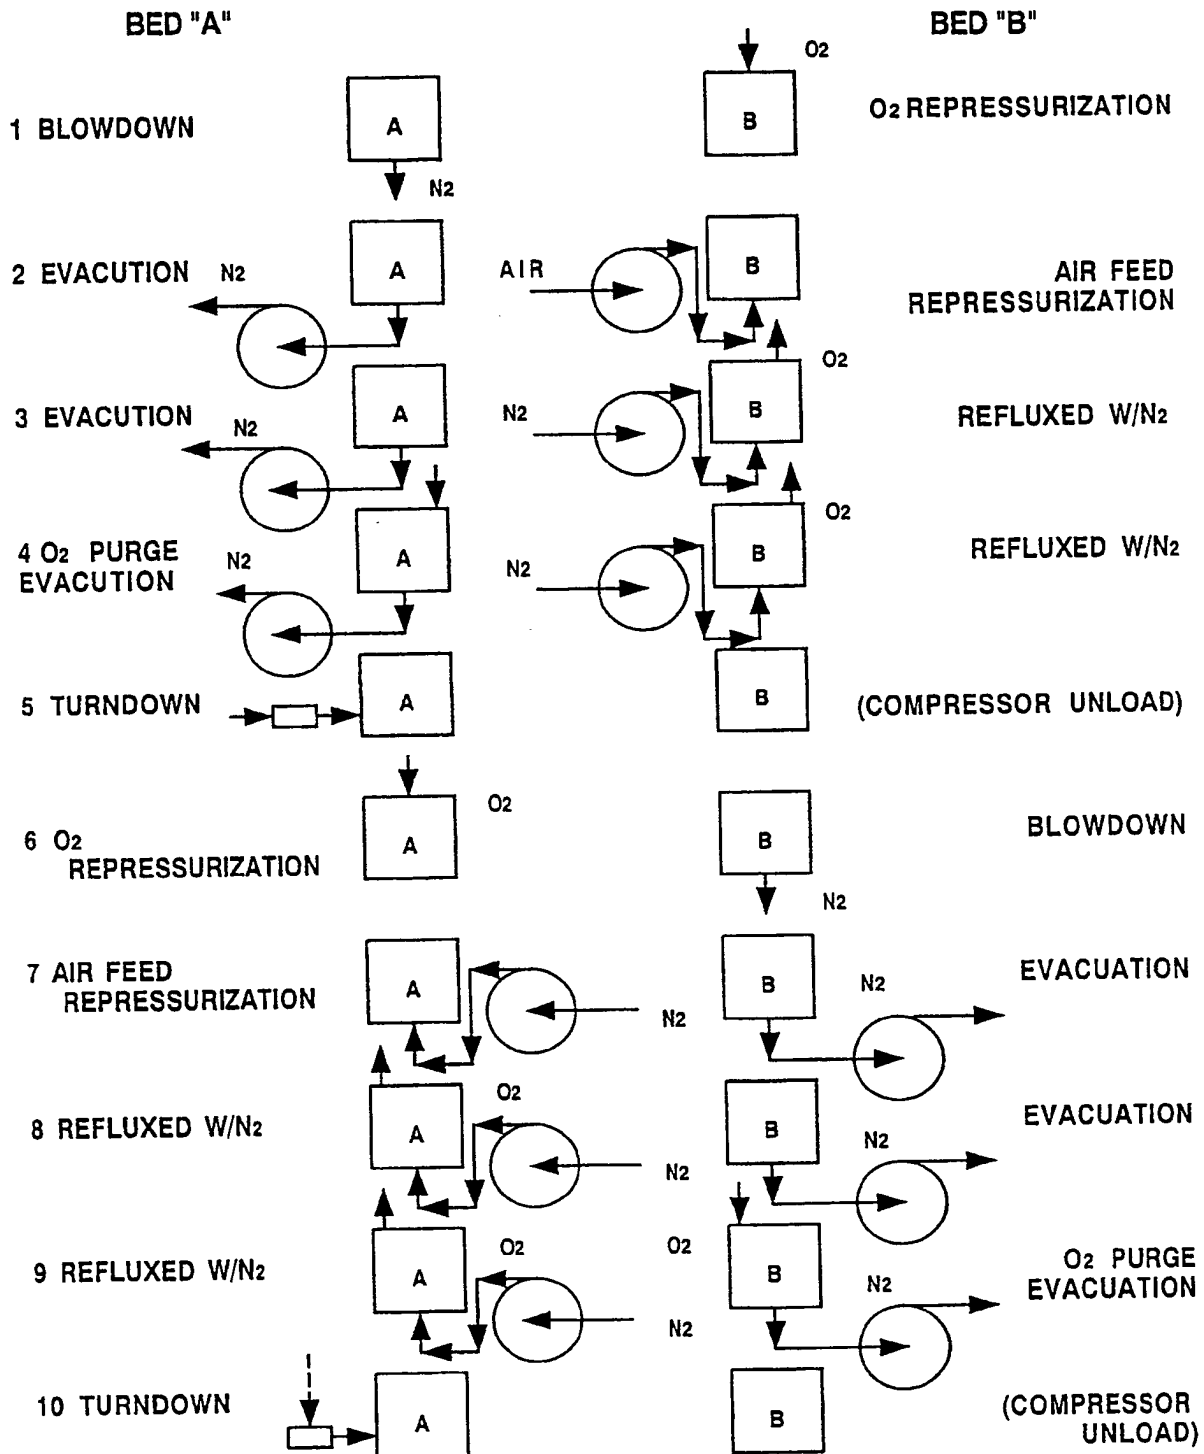 BED "A"
BED "B"
O2
1 BLOWDOWN
A
B
O2 REPRESSURIZATION
N2
2 EVACUTION
N2
A
AIR
B
AIR FEED
REPRESSURIZATION
O2
3 EVACUTION
N2
A
N2
B
REFLUXED W/N2
O2
4 O2 PURGE
EVACUTION
N2
A
N2
B
REFLUXED W/N2
5 TURNDOWN
A
B
(COMPRESSOR UNLOAD)
6 O2
REPRESSURIZATION
A
O2
B
BLOWDOWN
N2
7 AIR FEED
REPRESSURIZATION
A
N2
B
N2
EVACUATION
8 REFLUXED W/N2
A
O2
N2
B
N2
EVACUATION
9 REFLUXED W/N2
A
O2
N2
O2
B
N2
O2 PURGE
EVACUATION
10 TURNDOWN
A
B
(COMPRESSOR
UNLOAD)